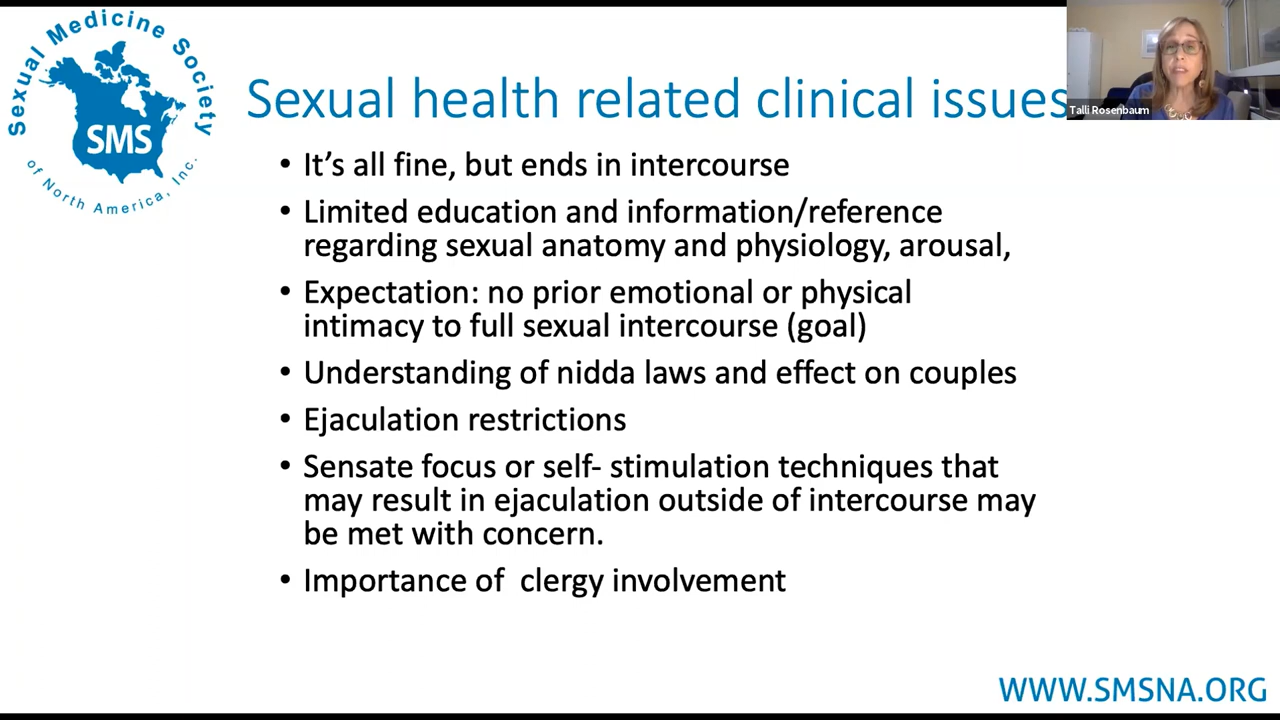 Sexual Medicine Society
SMS
of North America, Inc.
Sexual health related clinical issues
Talli Rosenbaum
• It’s all fine, but ends in intercourse
• Limited education and information/reference
regarding sexual anatomy and physiology, arousal,
• Expectation: no prior emotional or physical
intimacy to full sexual intercourse (goal)
• Understanding of nidda laws and effect on couples
• Ejaculation restrictions
• Sensate focus or self- stimulation techniques that
may result in ejaculation outside of intercourse may
be met with concern.
• Importance of  clergy involvement
WWW.SMSNA.ORG